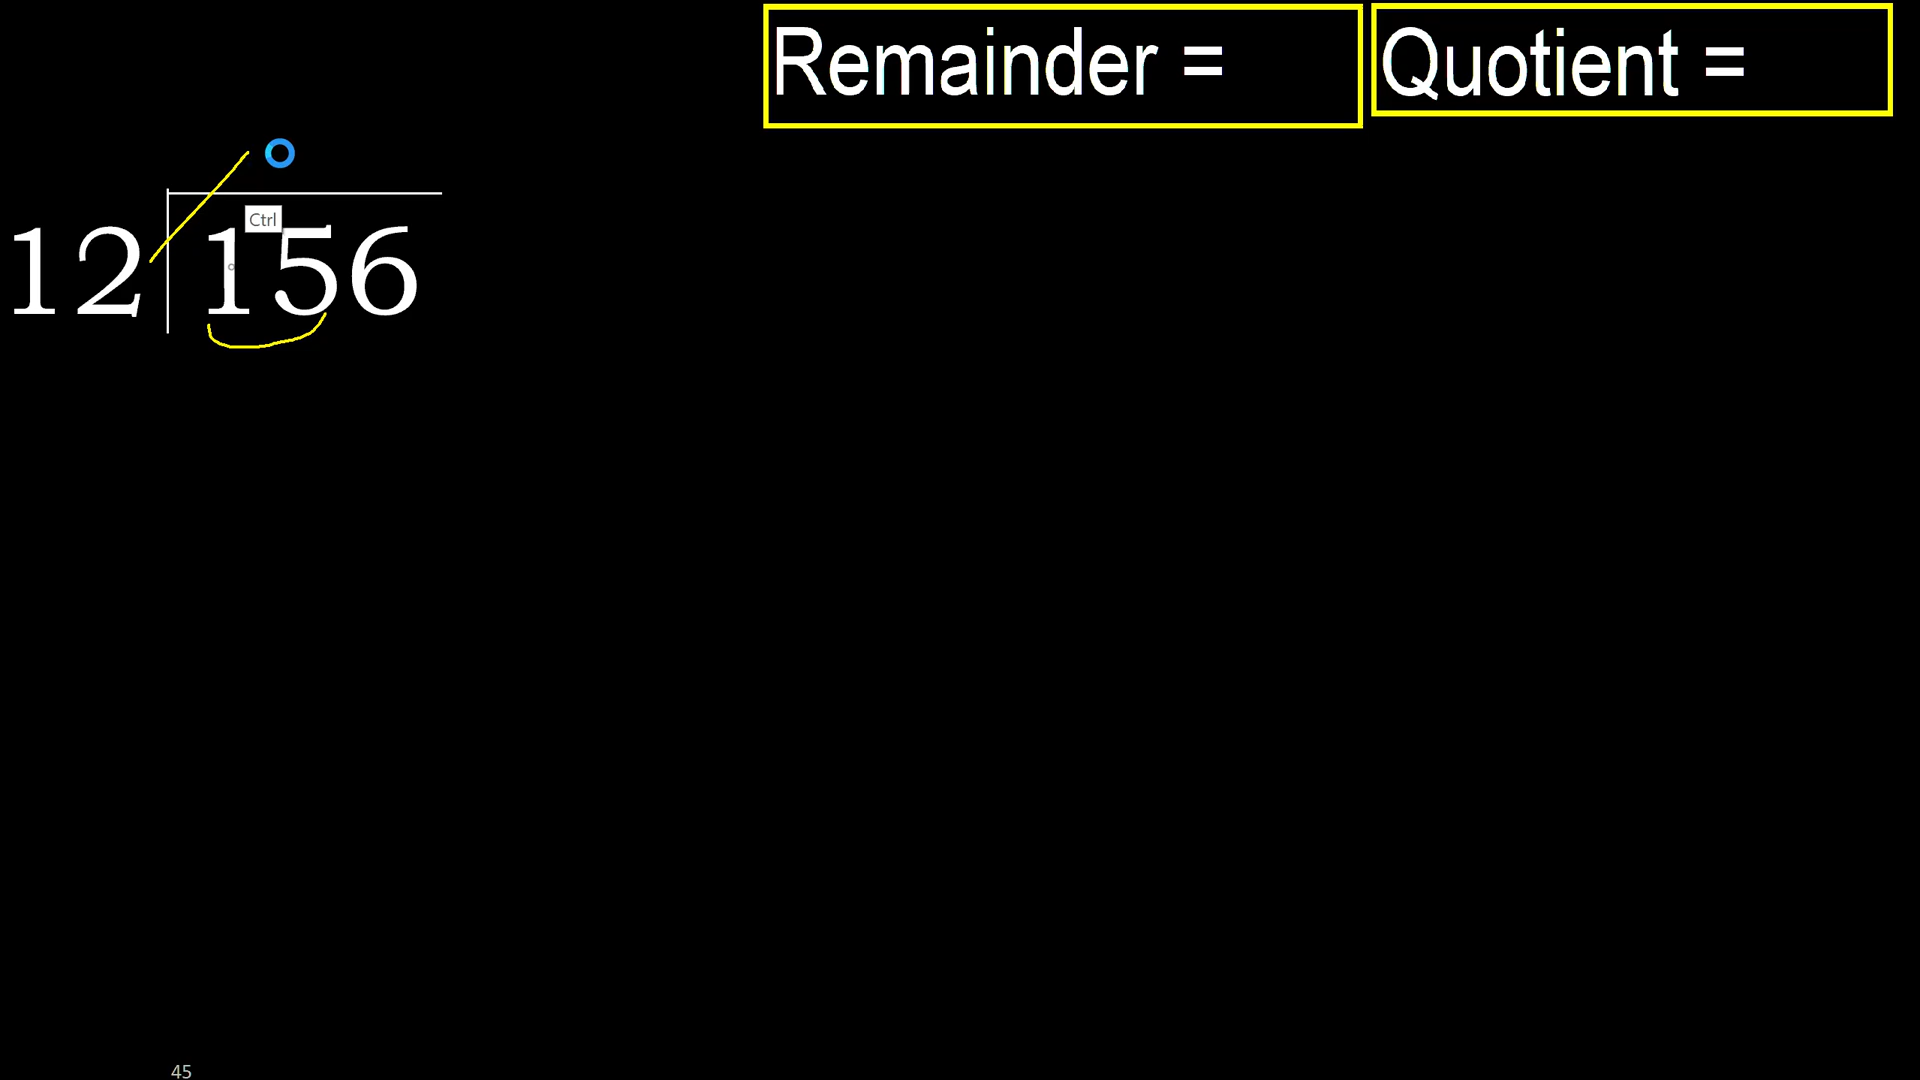 Remainder =
Quotient =
Ctrl
12 156
45